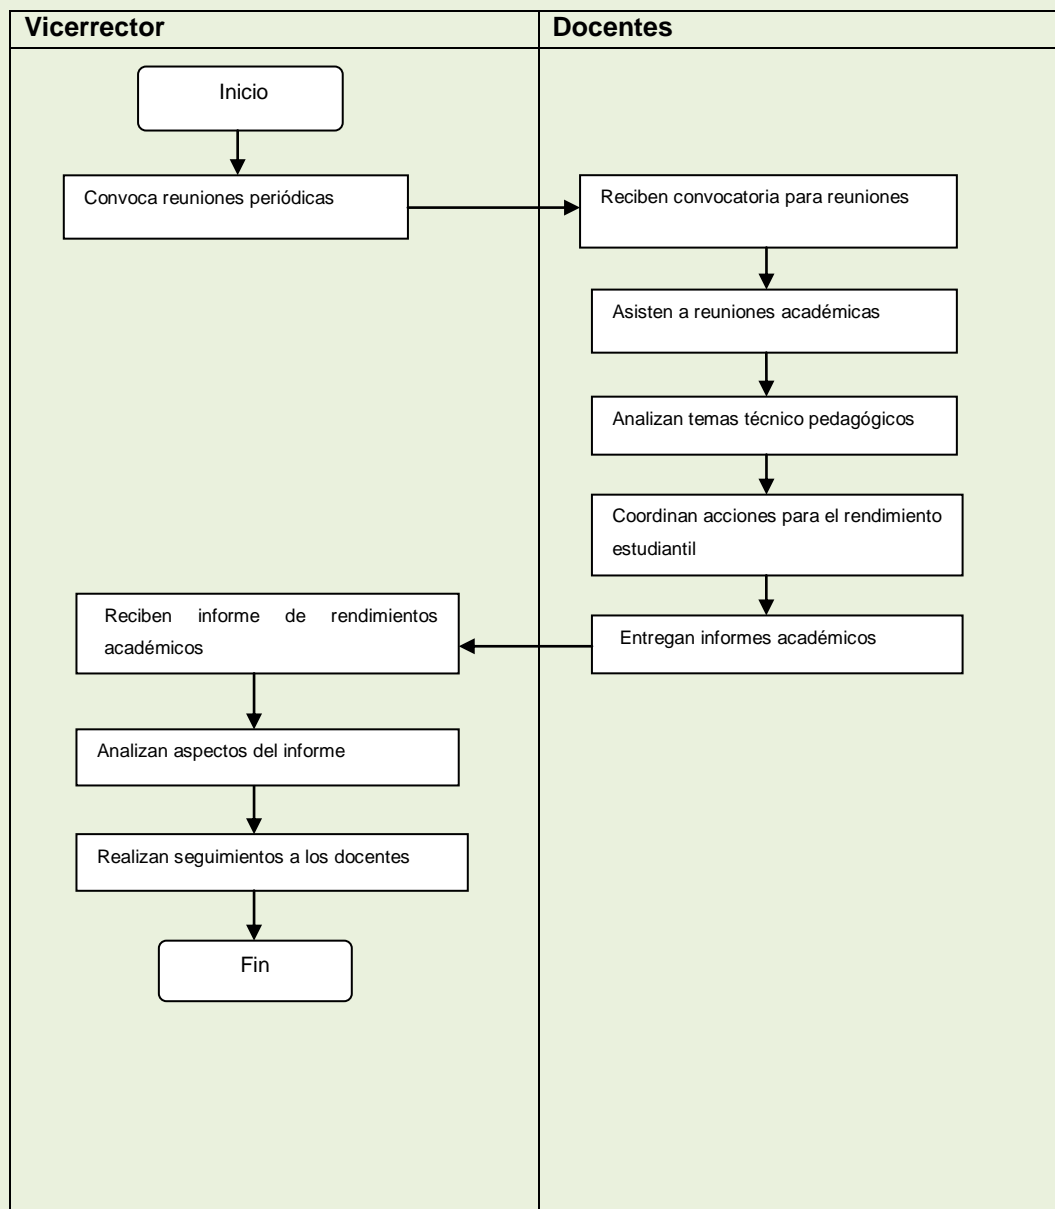 Vicerrector
Docentes
Inicio
Convoca reuniones periódicas
Reciben convocatoria para reuniones
Asisten a reuniones académicas
Analizan temas técnico pedagógicos
Coordinan acciones para el rendimiento
estudiantil
Entregan informes académicos
Reciben informe de rendimientos
académicos
Analizan aspectos del informe
Realizan seguimientos a los docentes
Fin